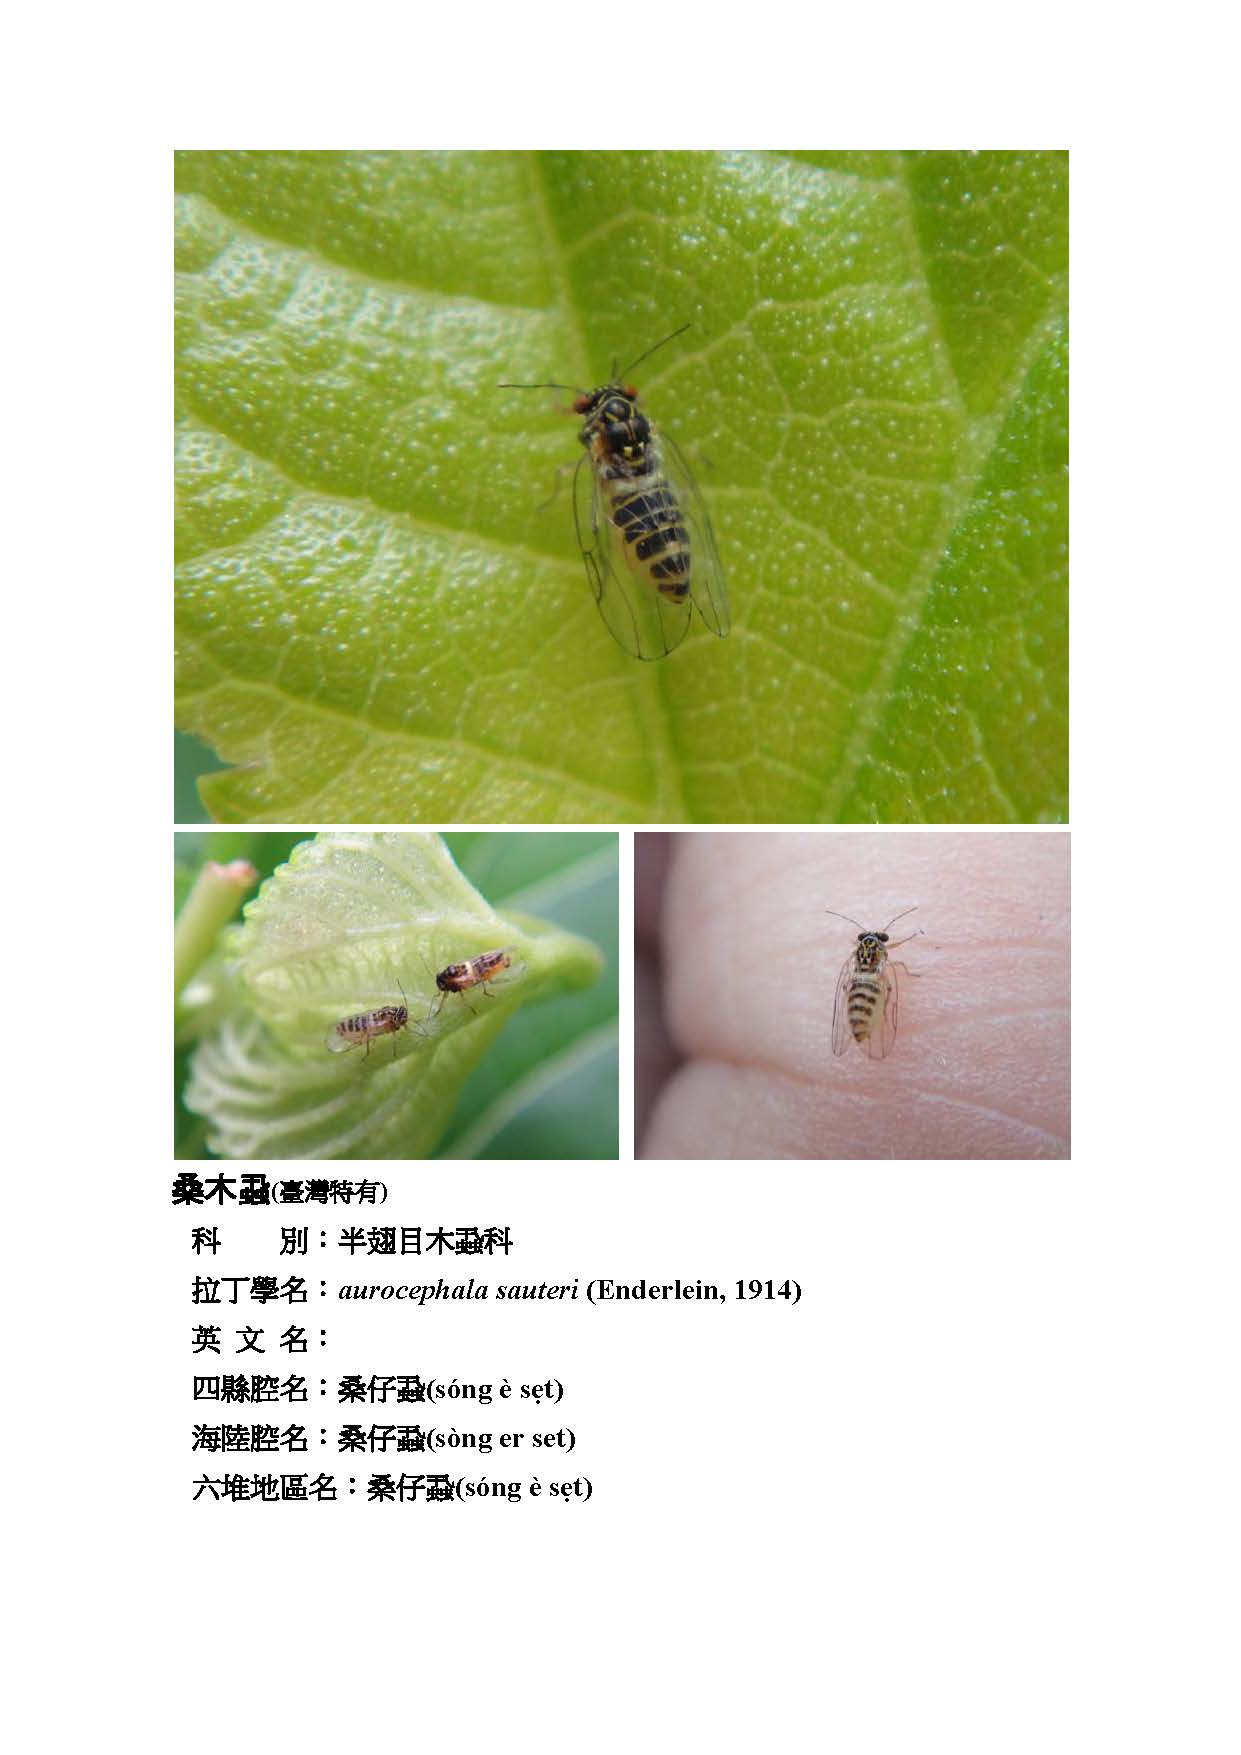 桑木蝨(臺灣特有)
科　　別：半翅目木蝨科
拉丁學名：aurocephala sauteri (Enderlein, 1914)
英 文 名：
四縣腔名：桑仔蝨(sóng è sẹt)
海陸腔名：桑仔蝨(sòng er set)
六堆地區名：桑仔蝨(sóng è sẹt)